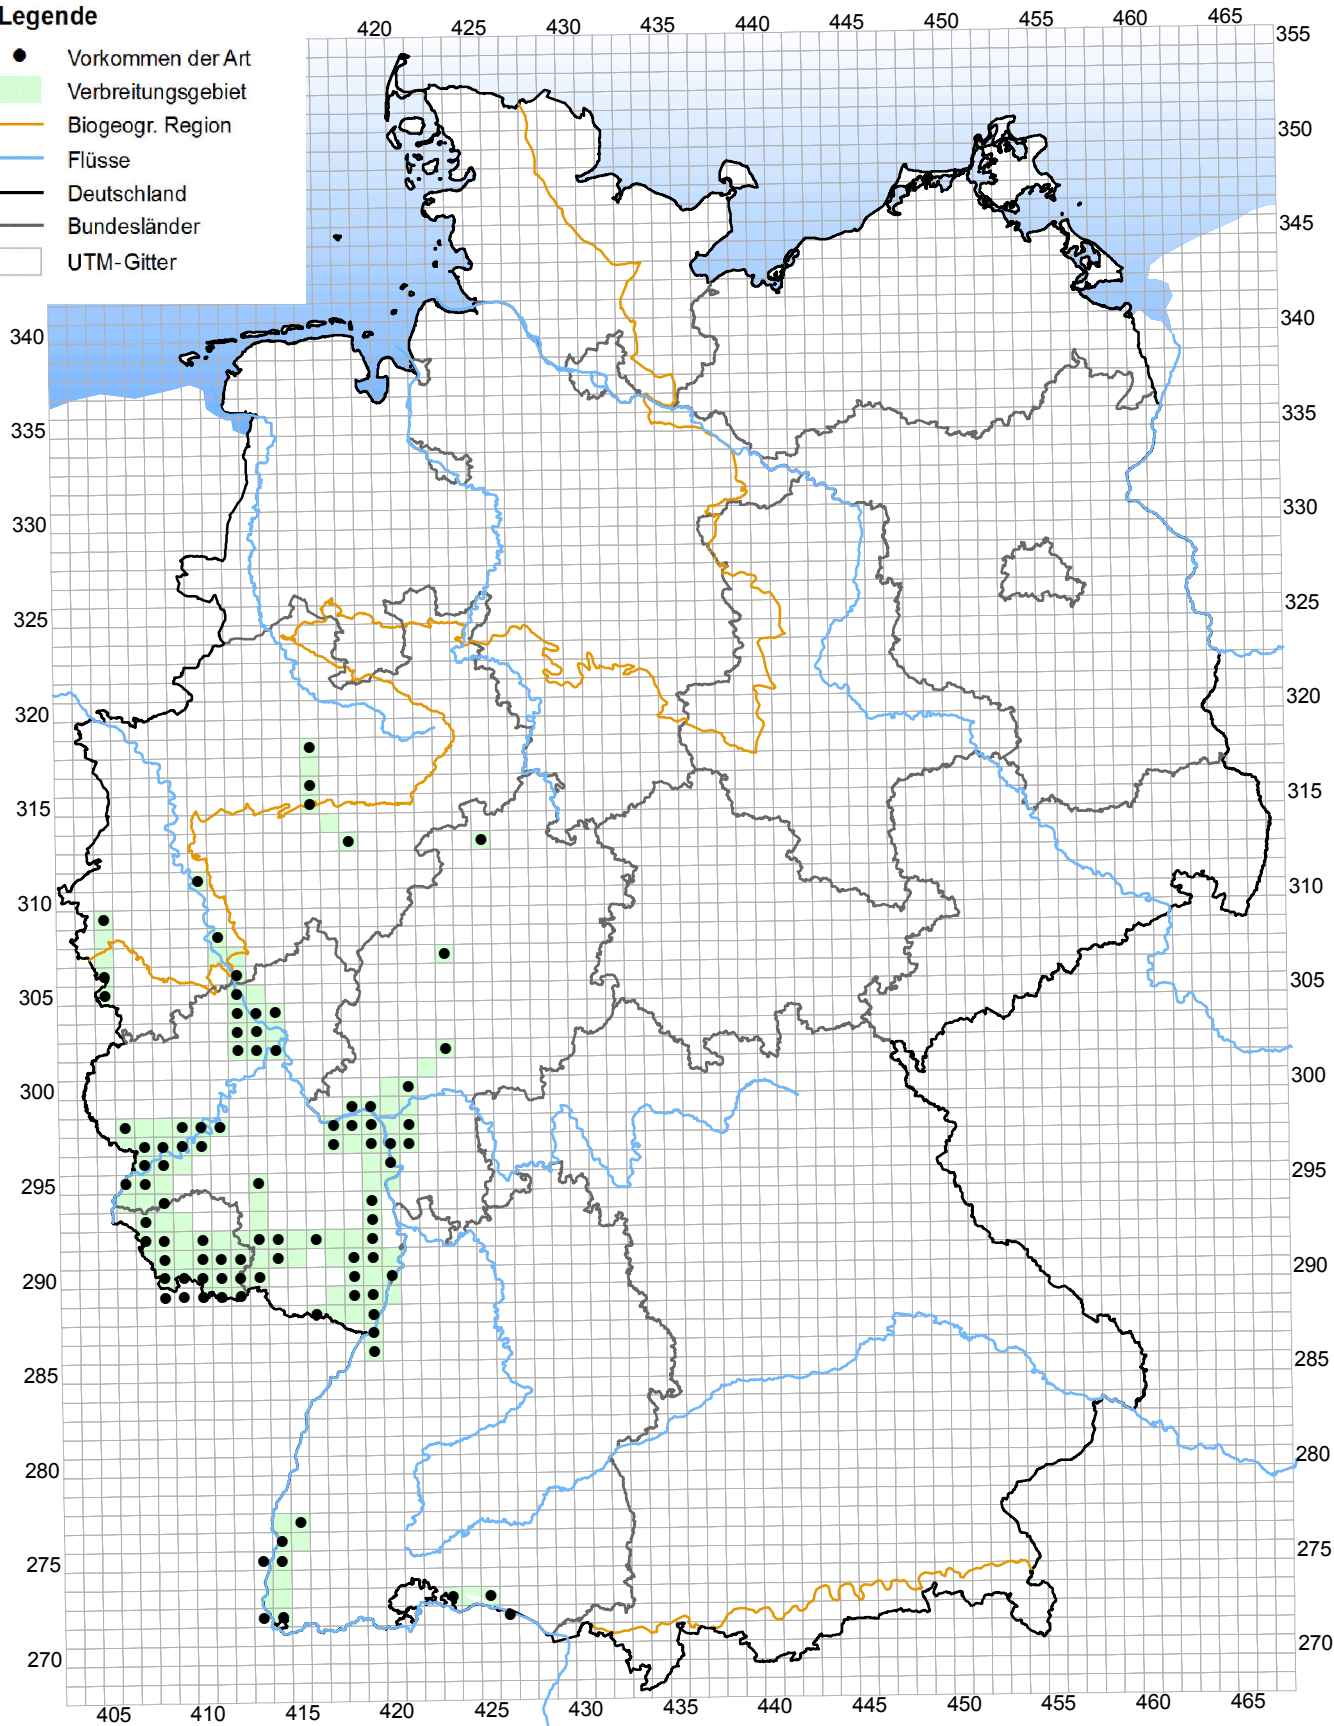 Legende
Vorkommen der Art
Verbreitungsgebiet
Biogeogr. Region
Flüsse
Deutschland
Bundesländer
UTM-Gitter
420 425 430 435 440 445 450 455 460 465
355
350
345
340 340
335 335
330 330
325 325
320 320
315 315
310 310
305 305
300 300
295 295
290 290
285 285
280 280
275 275
270 270
405 410 415 420 425 430 435 440 445 450 455 460 465